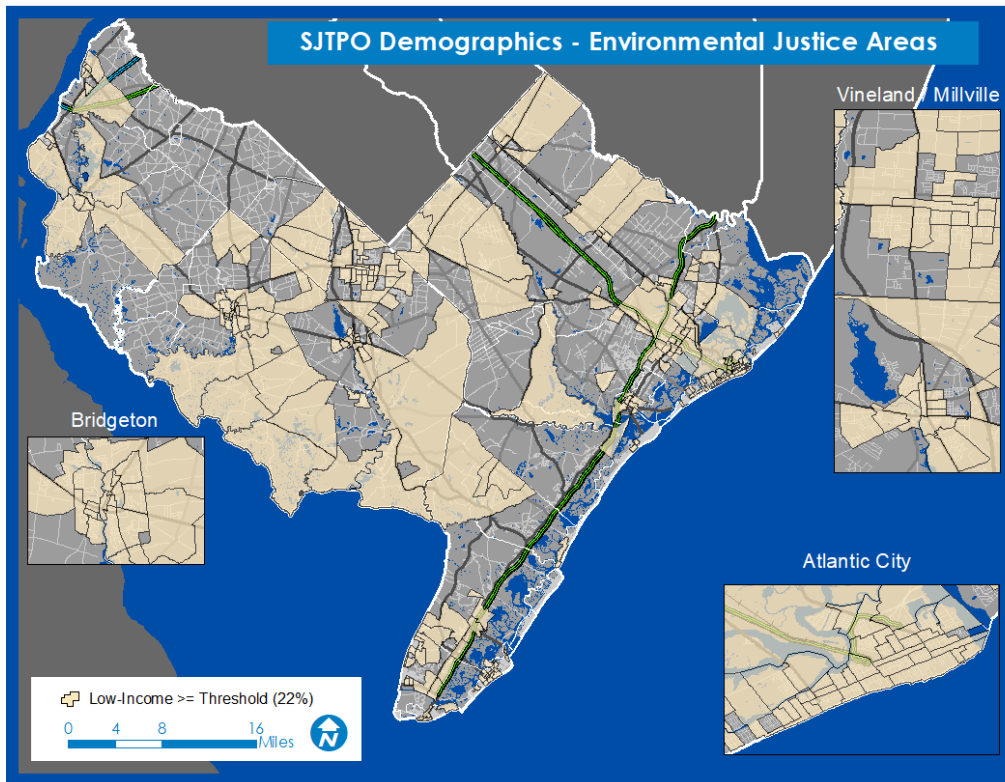 SJTPO Demographics - Environmental Justice Areas
Vineland / Millville
Bridgeton
Atlantic City
Low-Income >= Threshold (22%)
0 4 8 16
Miles
N